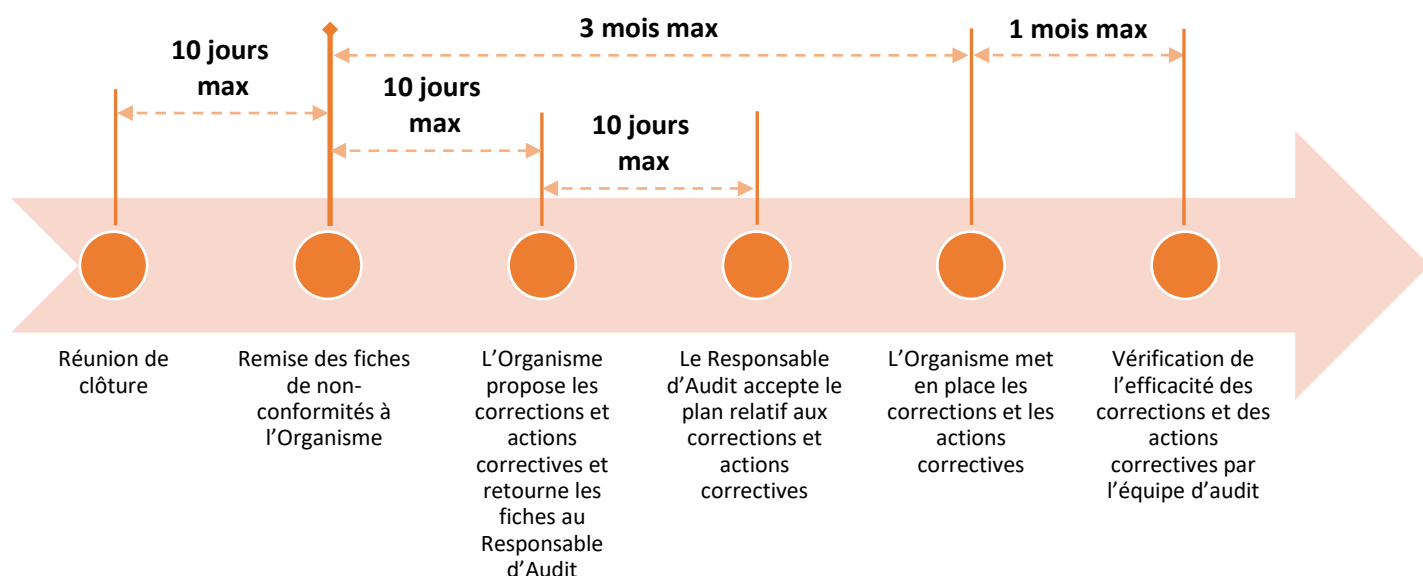 3 mois max
1 mois max
10 jours
max
10 jours
max
10 jours
max
Réunion de
clôture
Remise des fiches
de non-
conformités à
l’Organisme
L’Organisme
propose les
corrections et
actions
correctives et
retourne les
fiches au
Responsable
d’Audit
Le Responsable
d’Audit accepte le
plan relatif aux
corrections et
actions
correctives
L’Organisme met
en place les
corrections et les
actions
correctives
Vérification de
l’efficacité des
corrections et des
actions
correctives par
l’équipe d’audit